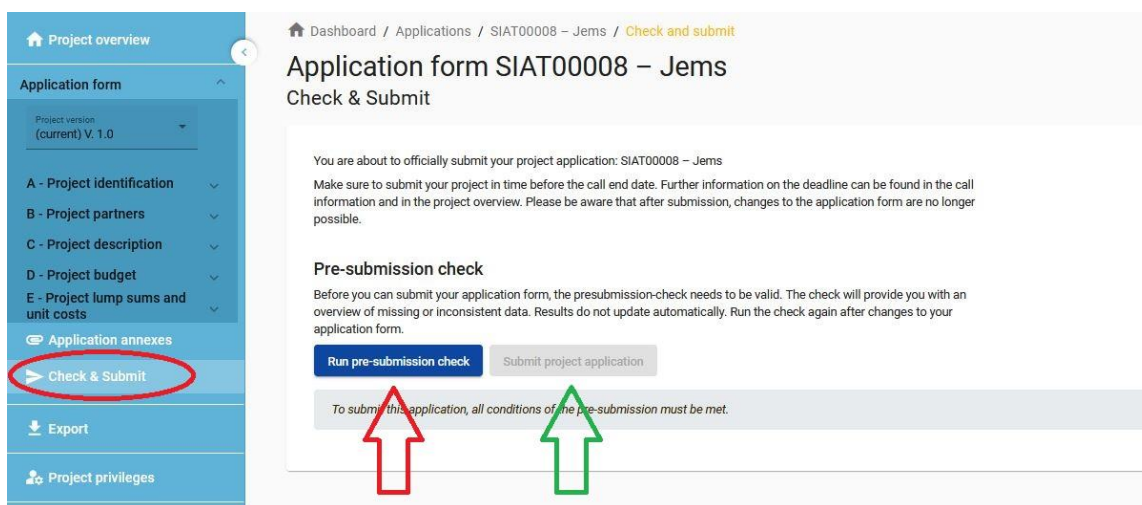 Project overview
Application form
Project version
(current) V. 1.0
A - Project identification
B - Project partners
C - Project description
D - Project budget
E - Project lump sums and
unit costs
Application annexes
Check & Submit
Export
Project privileges
Dashboard / Applications / SIAT00008 – Jems / Check and submit
Application form SIAT00008 – Jems
Check & Submit
You are about to officially submit your project application: SIAT00008 – Jems
Make sure to submit your project in time before the call end date. Further information on the deadline can be found in the call
information and in the project overview. Please be aware that after submission, changes to the application form are no longer
possible.
Pre-submission check
Before you can submit your application form, the presubmission-check needs to be valid. The check will provide you with an
overview of missing or inconsistent data. Results do not update automatically. Run the check again after changes to your
application form.
Run pre-submission check
Submit project application
To submit this application, all conditions of the pre-submission must be met.